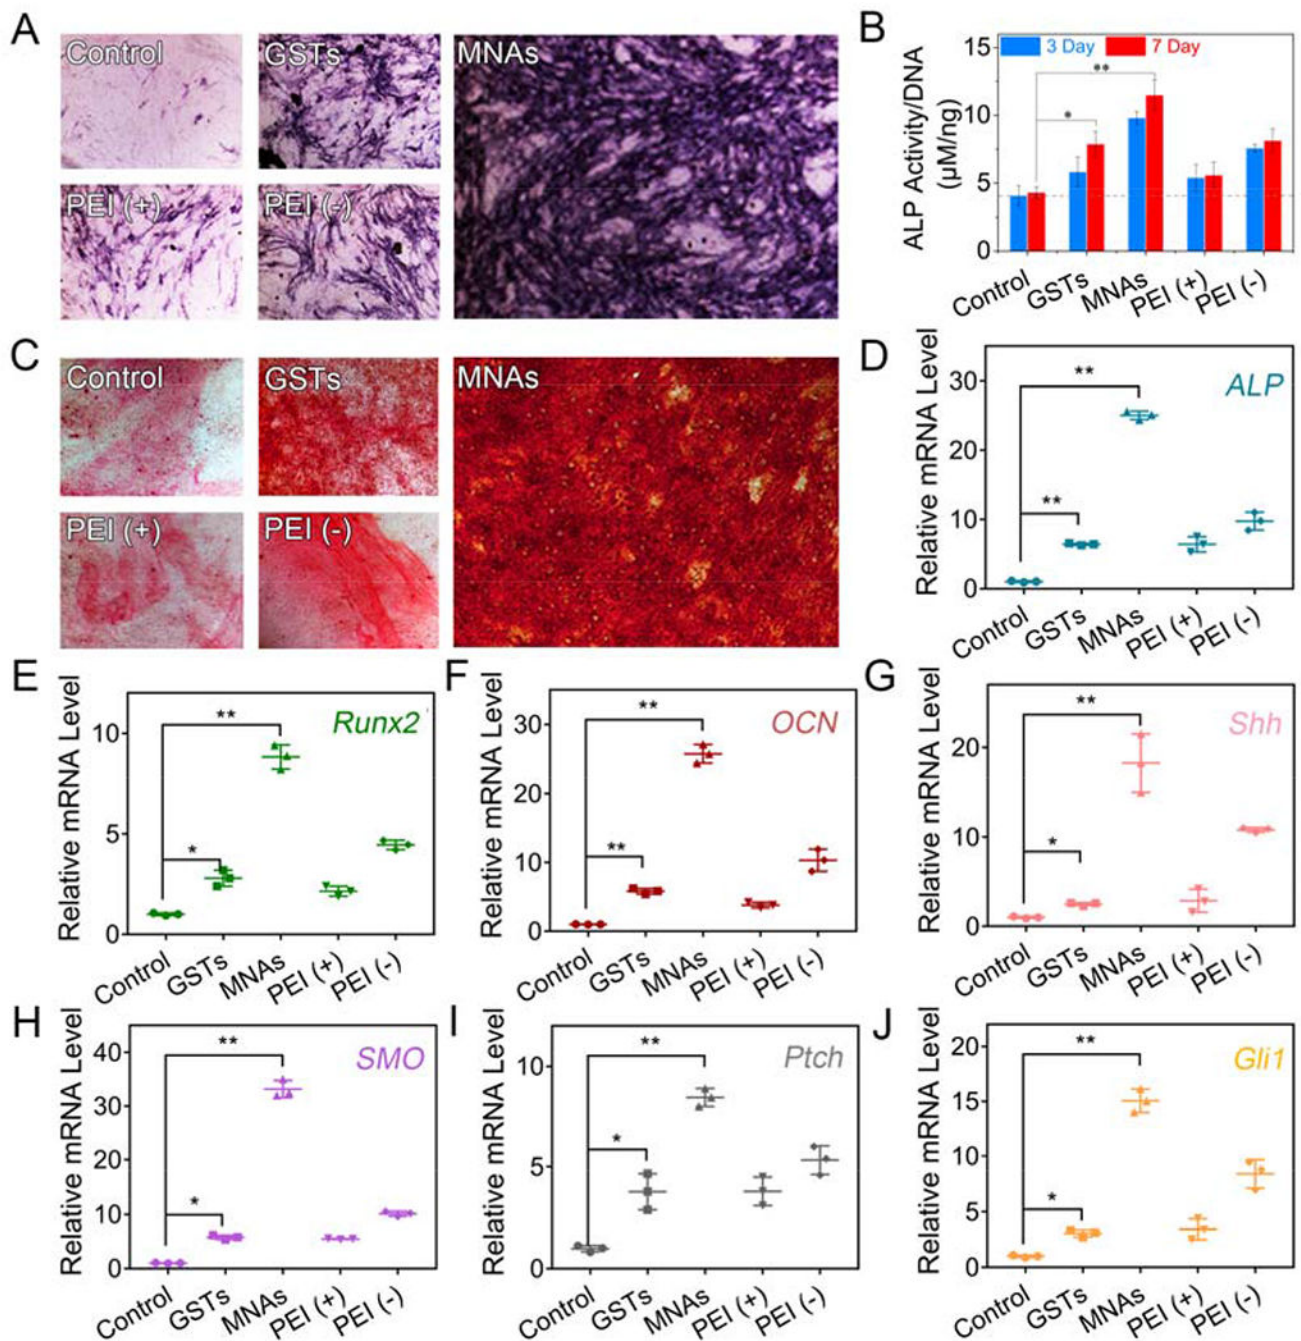 A
Control
GSTs
MNAs
PEI (+)
PEI (-)
B
ALP Activity/DNA
(μM/ng)
15
10
5
0
3 Day
7 Day
**
*
Control
GSTs
MNAs
PEI (+)
PEI (-)
C
Control
GSTs
MNAs
PEI (+)
PEI (-)
D
Relative mRNA Level
30
20
10
0
**
**
ALP
Control
GSTs
MNAs
PEI (+)
PEI (-)
E
Relative mRNA Level
10
5
0
**
*
Runx2
Control
GSTs
MNAs
PEI (+)
PEI (-)
F
Relative mRNA Level
30
20
10
0
**
**
OCN
Control
GSTs
MNAs
PEI (+)
PEI (-)
G
Relative mRNA Level
20
10
0
**
*
Shh
Control
GSTs
MNAs
PEI (+)
PEI (-)
H
Relative mRNA Level
40
30
20
10
0
**
*
SMO
Control
GSTs
MNAs
PEI (+)
PEI (-)
I
Relative mRNA Level
10
5
0
**
*
Ptch
Control
GSTs
MNAs
PEI (+)
PEI (-)
J
Relative mRNA Level
20
15
10
5
0
**
*
Gli1
Control
GSTs
MNAs
PEI (+)
PEI (-)